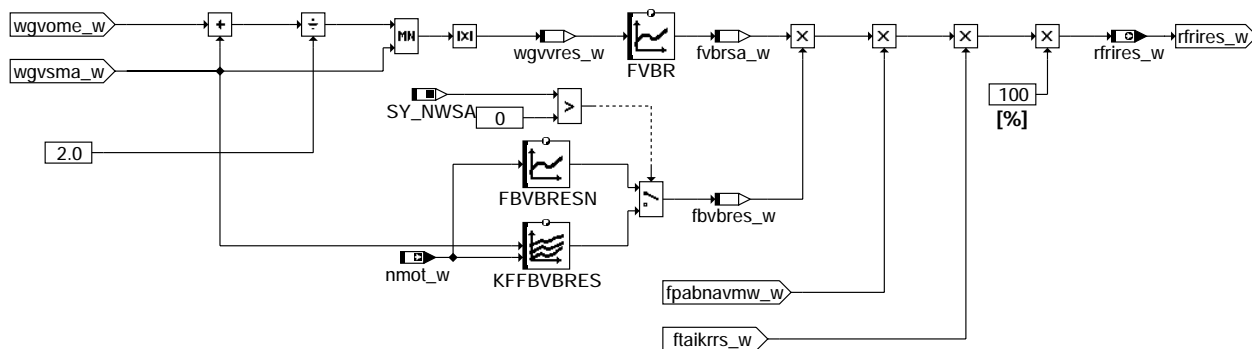 wgvome_w
+
÷
MN
|x|
wgvvres_w
FVBR
fvbrsa_w
×
×
×
×
rfrires_w
rfrires_w
wgvsma_w
SY_NWSA
0
>
100
[%]
2.0
FBVBRESN
fbvbres_w
nmot_w
KFFBVBRES
fpabnavmw_w
ftaikrrs_w